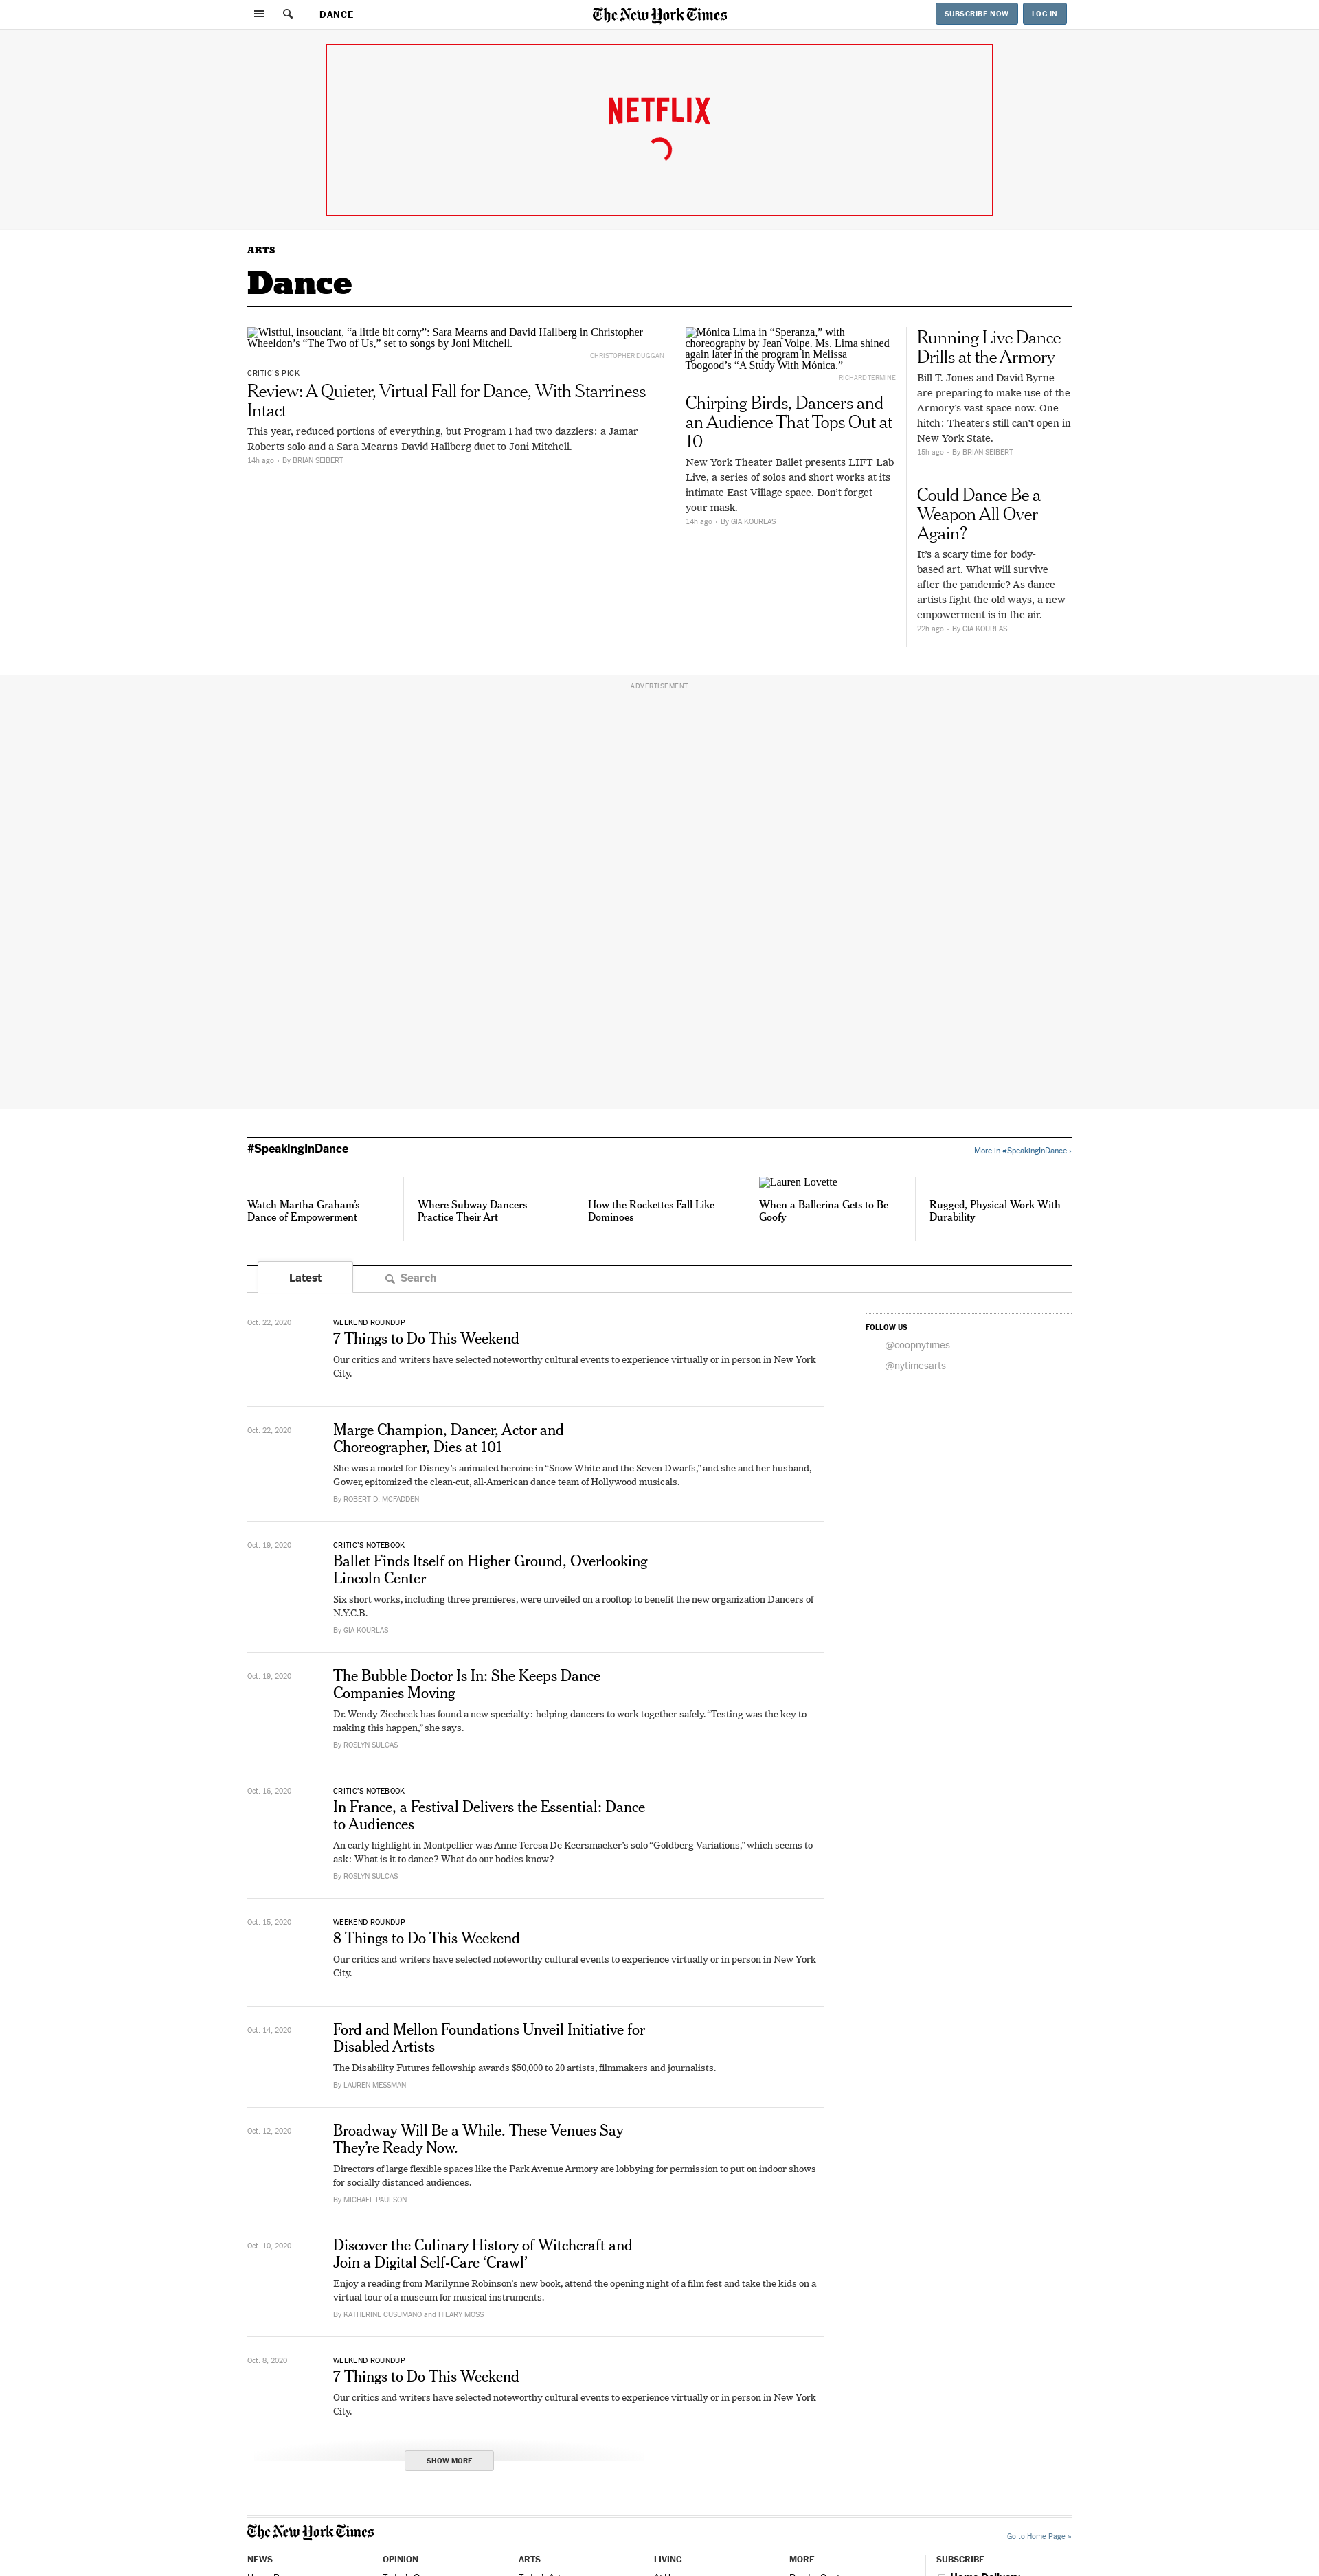 DANCE
The New York Times
SUBSCRIBE NOW
LOG IN
NETFLIX
ARTS
Dance
Wistful, insouciant, “a little bit corny”: Sara Mearns and David Hallberg in Christopher
Wheeldon’s “The Two of Us,” set to songs by Joni Mitchell.
CHRISTOPHER DUGGAN
CRITIC’S PICK
Review: A Quieter, Virtual Fall for Dance, With Starriness
Intact
This year, reduced portions of everything, but Program 1 had two dazzlers: a Jamar
Roberts solo and a Sara Mearns-David Hallberg duet to Joni Mitchell.
14h ago • By BRIAN SEIBERT
Mónica Lima in “Speranza,” with
choreography by Jean Volpe. Ms. Lima shined
again later in the program in Melissa
Toogood’s “A Study With Mónica.”
RICHARD TERMINE
Chirping Birds, Dancers and
an Audience That Tops Out at
10
New York Theater Ballet presents LIFT Lab
Live, a series of solos and short works at its
intimate East Village space. Don’t forget
your mask.
14h ago • By GIA KOURLAS
Running Live Dance
Drills at the Armory
Bill T. Jones and David Byrne
are preparing to make use of the
Armory’s vast space now. One
hitch: Theaters still can’t open in
New York State.
15h ago • By BRIAN SEIBERT
Could Dance Be a
Weapon All Over
Again?
It’s a scary time for body-
based art. What will survive
after the pandemic? As dance
artists fight the old ways, a new
empowerment is in the air.
22h ago • By GIA KOURLAS
ADVERTISEMENT
#SpeakingInDance
More in #SpeakingInDance ›
Watch Martha Graham’s
Dance of Empowerment
Where Subway Dancers
Practice Their Art
How the Rockettes Fall Like
Dominoes
Lauren Lovette
When a Ballerina Gets to Be
Goofy
Rugged, Physical Work With
Durability
Latest
Search
Oct. 22, 2020
WEEKEND ROUNDUP
7 Things to Do This Weekend
Our critics and writers have selected noteworthy cultural events to experience virtually or in person in New York
City.
FOLLOW US
@coopnytimes
@nytimesarts
Oct. 22, 2020
Marge Champion, Dancer, Actor and
Choreographer, Dies at 101
She was a model for Disney’s animated heroine in “Snow White and the Seven Dwarfs,” and she and her husband,
Gower, epitomized the clean-cut, all-American dance team of Hollywood musicals.
By ROBERT D. MCFADDEN
Oct. 19, 2020
CRITIC’S NOTEBOOK
Ballet Finds Itself on Higher Ground, Overlooking
Lincoln Center
Six short works, including three premieres, were unveiled on a rooftop to benefit the new organization Dancers of
N.Y.C.B.
By GIA KOURLAS
Oct. 19, 2020
The Bubble Doctor Is In: She Keeps Dance
Companies Moving
Dr. Wendy Ziecheck has found a new specialty: helping dancers to work together safely. “Testing was the key to
making this happen,” she says.
By ROSLYN SULCAS
Oct. 16, 2020
CRITIC’S NOTEBOOK
In France, a Festival Delivers the Essential: Dance
to Audiences
An early highlight in Montpellier was Anne Teresa De Keersmaeker’s solo “Goldberg Variations,” which seems to
ask: What is it to dance? What do our bodies know?
By ROSLYN SULCAS
Oct. 15, 2020
WEEKEND ROUNDUP
8 Things to Do This Weekend
Our critics and writers have selected noteworthy cultural events to experience virtually or in person in New York
City.
Oct. 14, 2020
Ford and Mellon Foundations Unveil Initiative for
Disabled Artists
The Disability Futures fellowship awards $50,000 to 20 artists, filmmakers and journalists.
By LAUREN MESSMAN
Oct. 12, 2020
Broadway Will Be a While. These Venues Say
They’re Ready Now.
Directors of large flexible spaces like the Park Avenue Armory are lobbying for permission to put on indoor shows
for socially distanced audiences.
By MICHAEL PAULSON
Oct. 10, 2020
Discover the Culinary History of Witchcraft and
Join a Digital Self-Care ‘Crawl’
Enjoy a reading from Marilynne Robinson’s new book, attend the opening night of a film fest and take the kids on a
virtual tour of a museum for musical instruments.
By KATHERINE CUSUMANO and HILARY MOSS
Oct. 8, 2020
WEEKEND ROUNDUP
7 Things to Do This Weekend
Our critics and writers have selected noteworthy cultural events to experience virtually or in person in New York
City.
SHOW MORE
The New York Times
Go to Home Page »
NEWS
OPINION
ARTS
LIVING
MORE
SUBSCRIBE